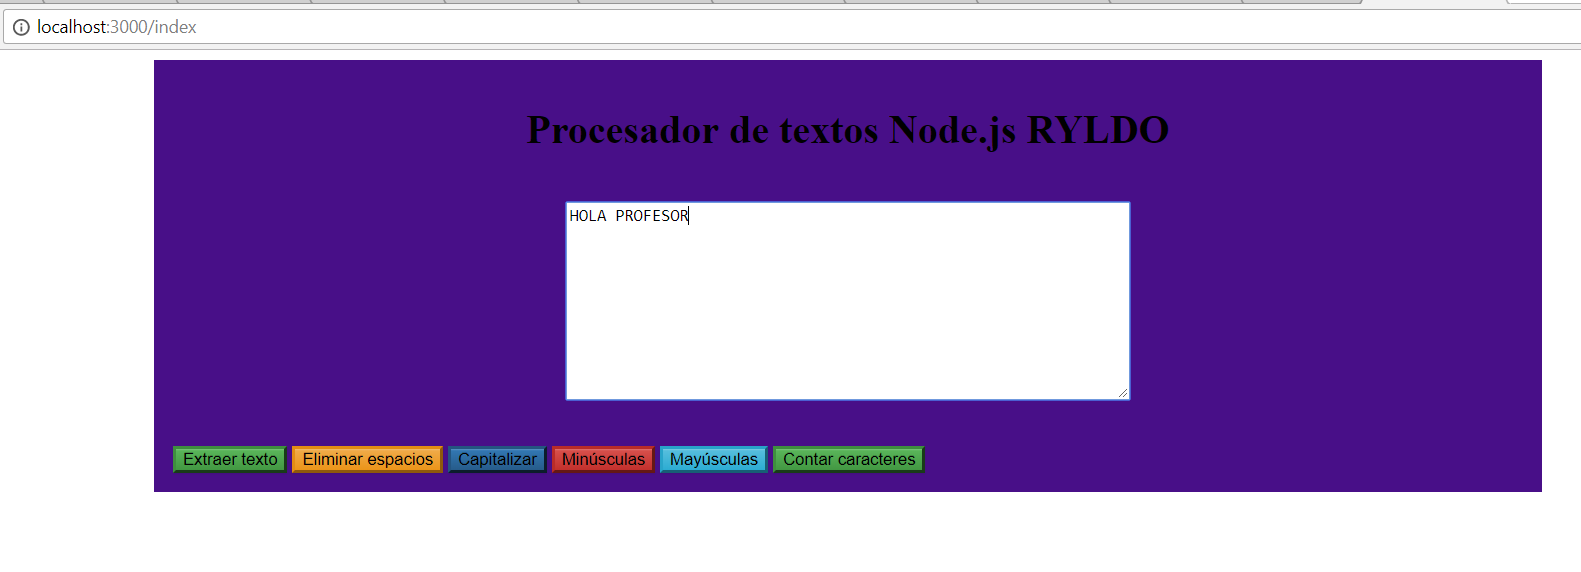 localhost:3000/index
Procesador de textos Node.js RYLDO
HOLA PROFESOR
Extraer texto Eliminar espacios Capitalizar Minúsculas Mayúsculas Contar caracteres